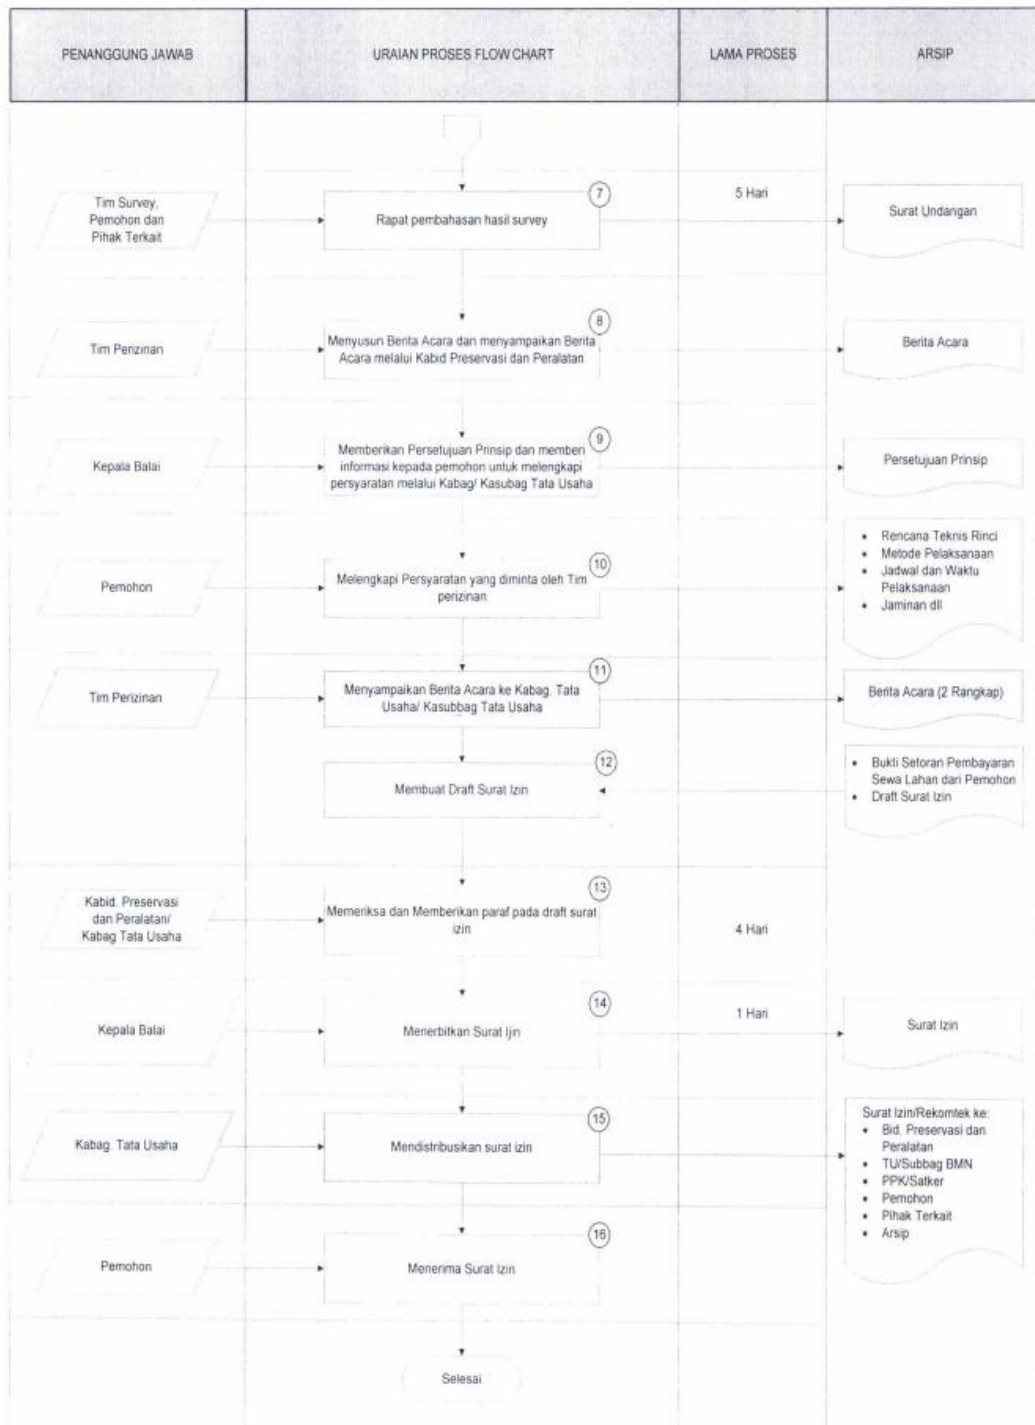 PENANGGUNG JAWAB
URAIAN PROSES FLOW CHART
LAMA PROSES
ARSIP
Tim Survey,
Pemohon dan
Pihak Terkait
7
Rapat pembahasan hasil survey
5 Hari
Surat Undangan
Tim Perizinan
8
Menyusun Berita Acara dan menyampaikan Berita
Acara melalui Kabid Preservasi dan Peralatan
Berita Acara
Kepala Balai
9
Memberikan Persetujuan Prinsip dan memberi
informasi kepada pemohon untuk melengkapi
persyaratan melalui Kabag/ Kasubag Tata Usaha
Persetujuan Prinsip
Pemohon
10
Melengkapi Persyaratan yang diminta oleh Tim
perizinan
• Rencana Teknis Rinci
• Metode Pelaksanaan
• Jadwal dan Waktu
Pelaksanaan
• Jaminan dll
Tim Perizinan
11
Menyampaikan Berita Acara ke Kabag. Tata
Usaha/ Kasubbag Tata Usaha
Berita Acara (2 Rangkap)
12
Membuat Draft Surat Izin
• Bukti Setoran Pembayaran
Sewa Lahan dari Pemohon
• Draft Surat Izin
Kabid. Preservasi
dan Peralatan/
Kabag Tata Usaha
13
Memeriksa dan Memberikan paraf pada draft surat
izin
4 Hari
Kepala Balai
14
Menerbitkan Surat Ijin
1 Hari
Surat Izin
Kabag. Tata Usaha
15
Mendistribusikan surat izin
Surat Izin/Rekomtek ke:
• Bid. Preservasi dan
Peralatan
• TU/Subbag BMN
• PPK/Satker
• Pemohon
• Pihak Terkait
• Arsip
Pemohon
16
Menerima Surat Izin
Selesai